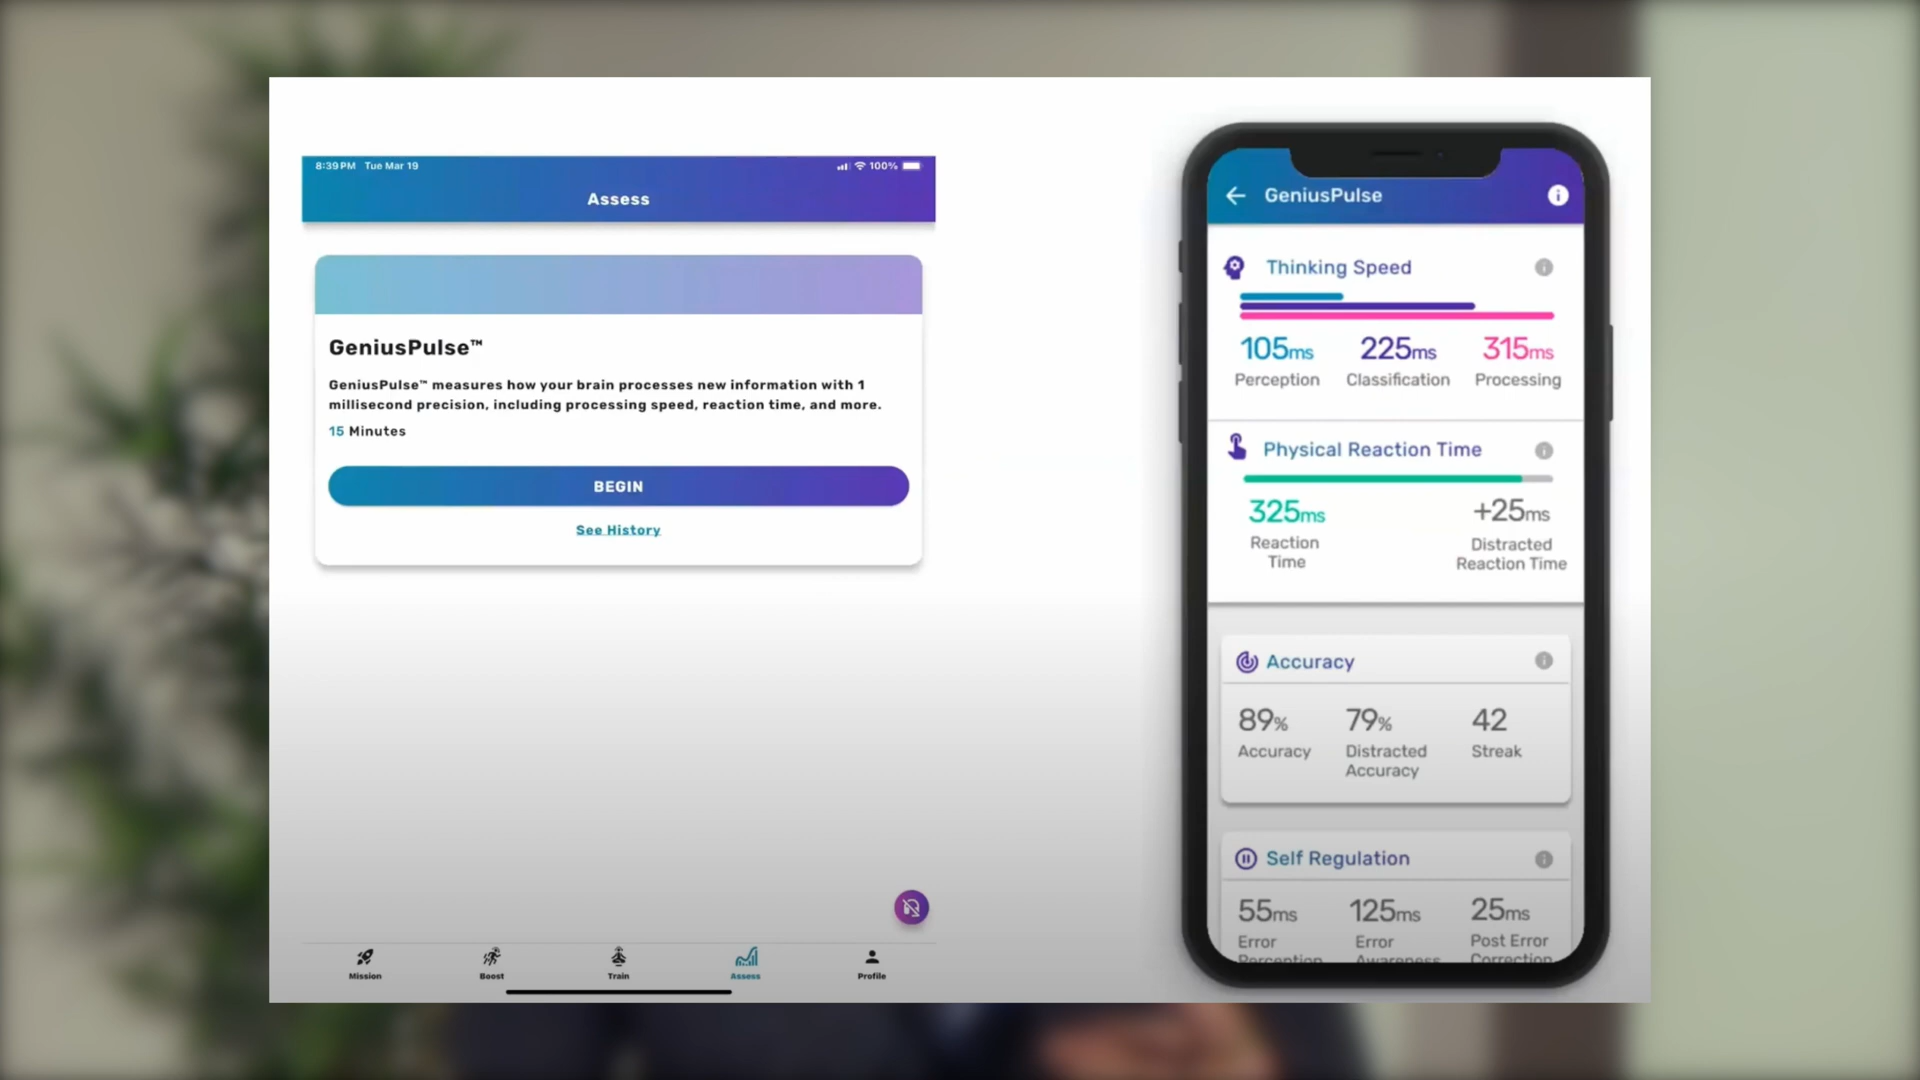 8:39 PM Tue Mar 19
100%
Assess
GeniusPulse™
GeniusPulse™ measures how your brain processes new information with 1
millisecond precision, including processing speed, reaction time, and more.
15 Minutes
BEGIN
See History
Mission
Boost
Train
Assess
Profile
GeniusPulse
Thinking Speed
105ms 225ms 315ms
Perception Classification Processing
Physical Reaction Time
325ms +25ms
Reaction Distracted
Time Reaction Time
Accuracy
89% 79% 42
Accuracy Distracted Streak
Accuracy
Self Regulation
55ms 125ms 25ms
Error Error Post Error
Perception Awareness Correction